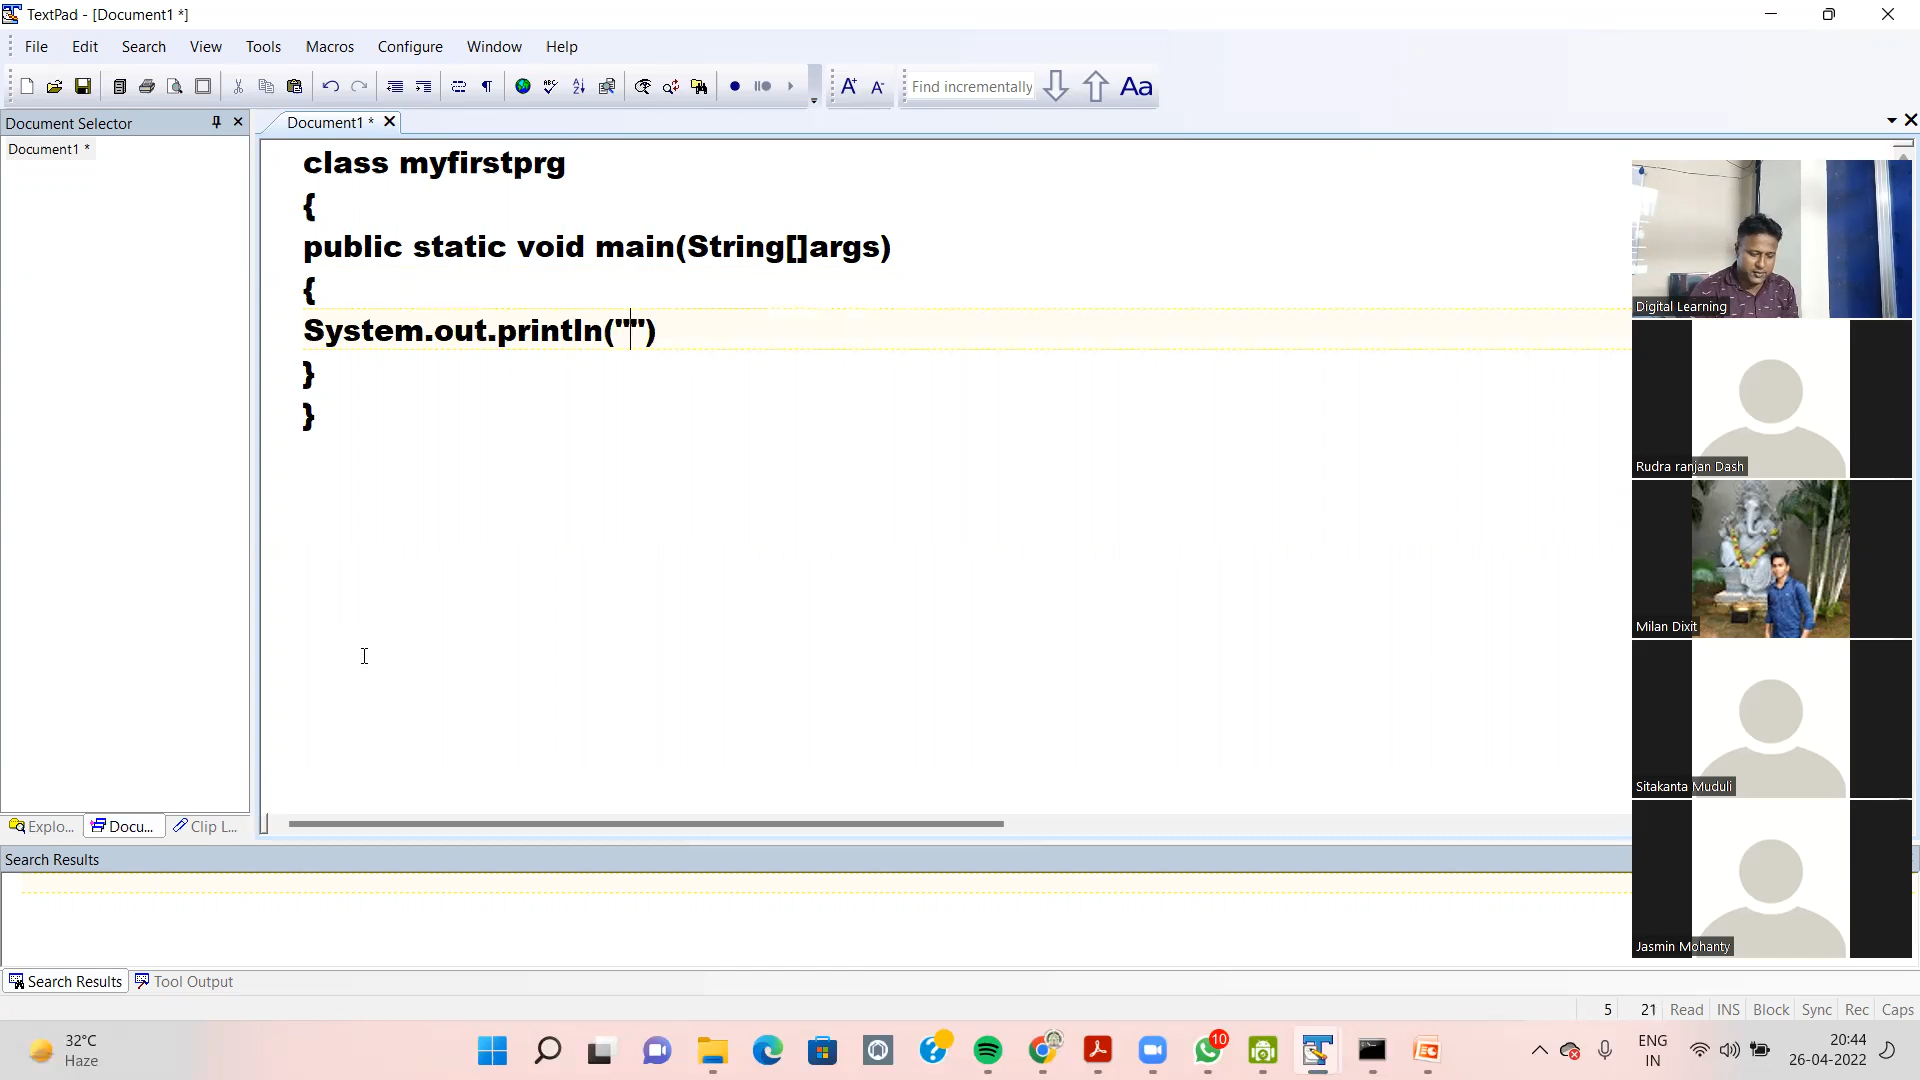 TextPad - [Document1 *]
File Edit Search View Tools Macros Configure Window Help
Find incrementally Aa
Document Selector
Document1 *
Document1 *
class myfirstprg
{
public static void main(String[]args)
{
System.out.println("")
}
}
Digital Learning
Rudra ranjan Dash
Milan Dixit
Sitakanta Muduli
Jasmin Mohanty
Explo... Docu... Clip L...
Search Results
Search Results Tool Output
5 21 Read INS Block Sync Rec Caps
32°C
Haze
10
ENG
IN
20:44
26-04-2022